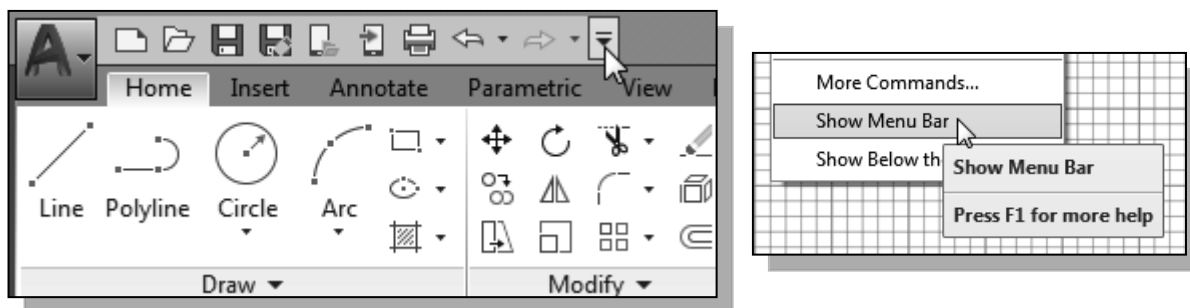 Home Insert Annotate Parametric View
Line Polyline Circle Arc
Draw Modify
More Commands...
Show Menu Bar
Show Below th
Show Menu Bar
Press F1 for more help